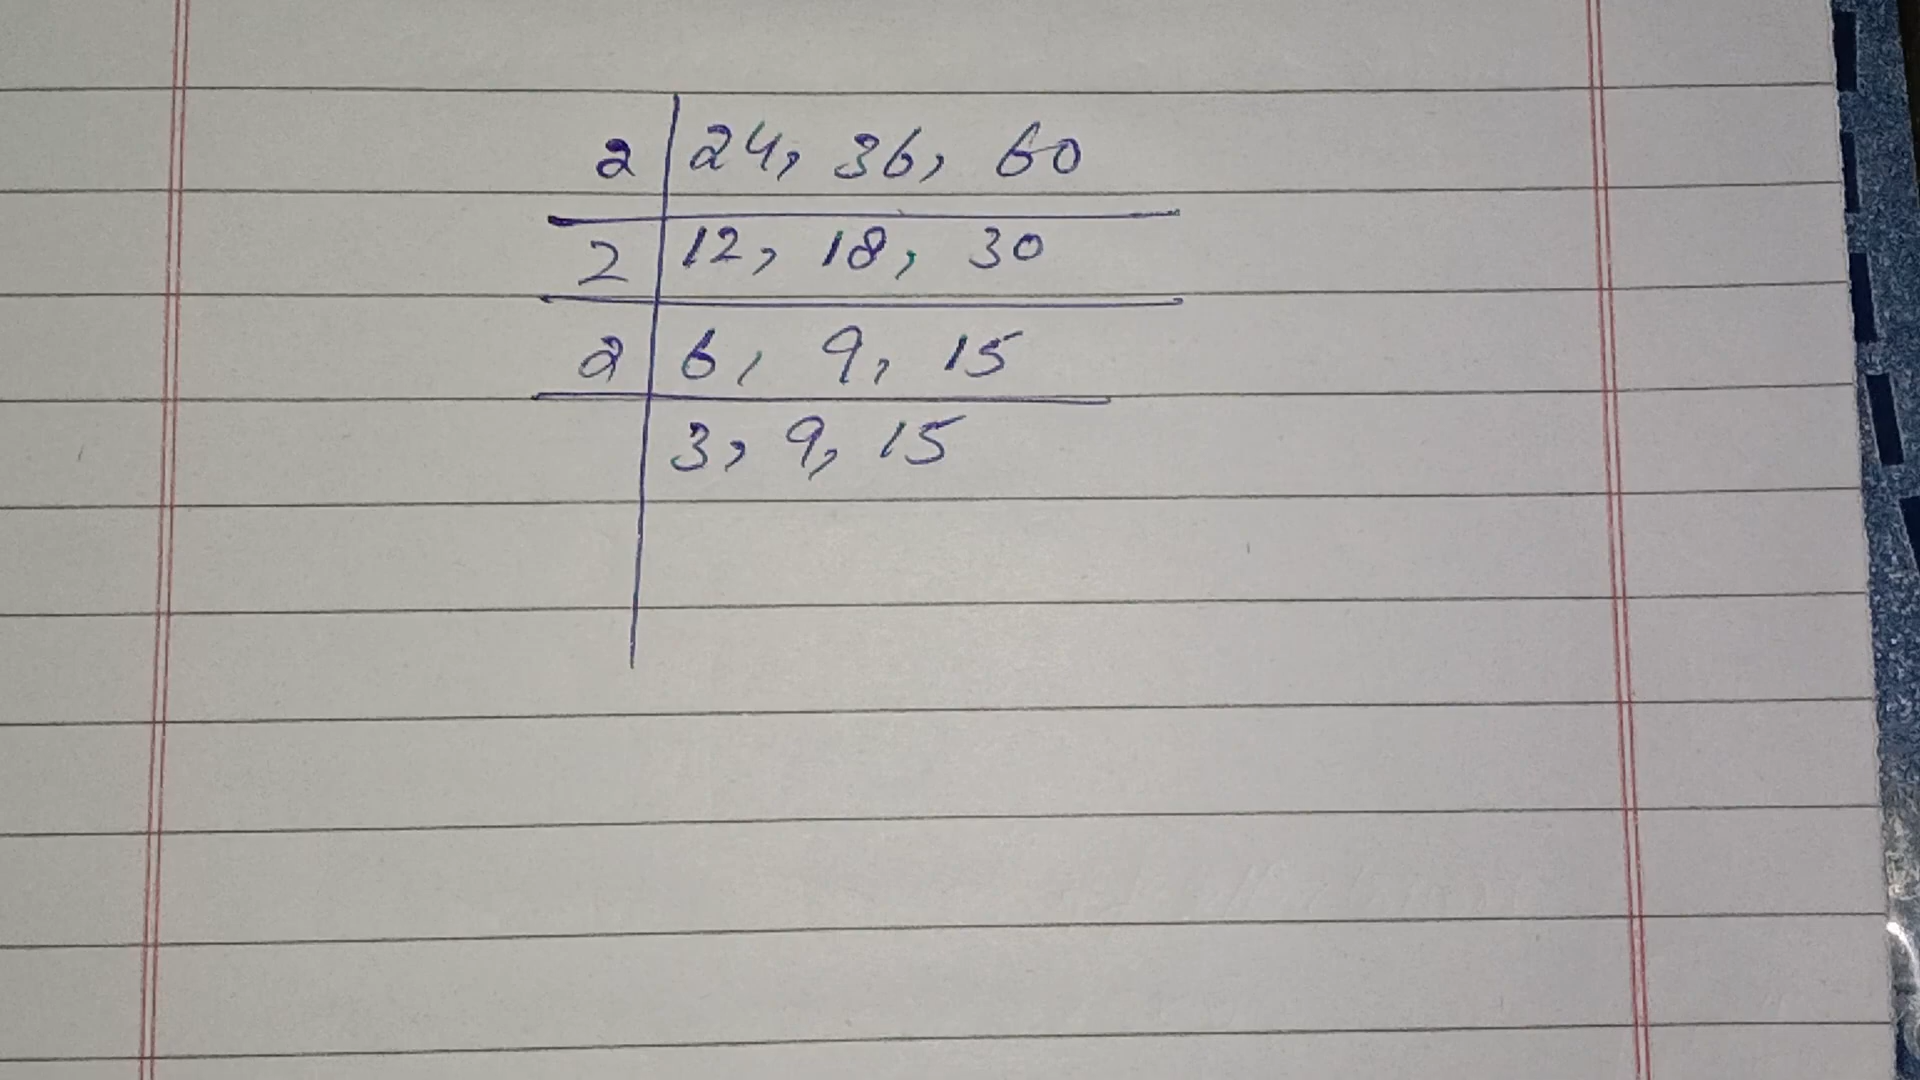 2 | 24, 36, 60
2 | 12, 18, 30
2 | 6, 9, 15
3, 9, 15